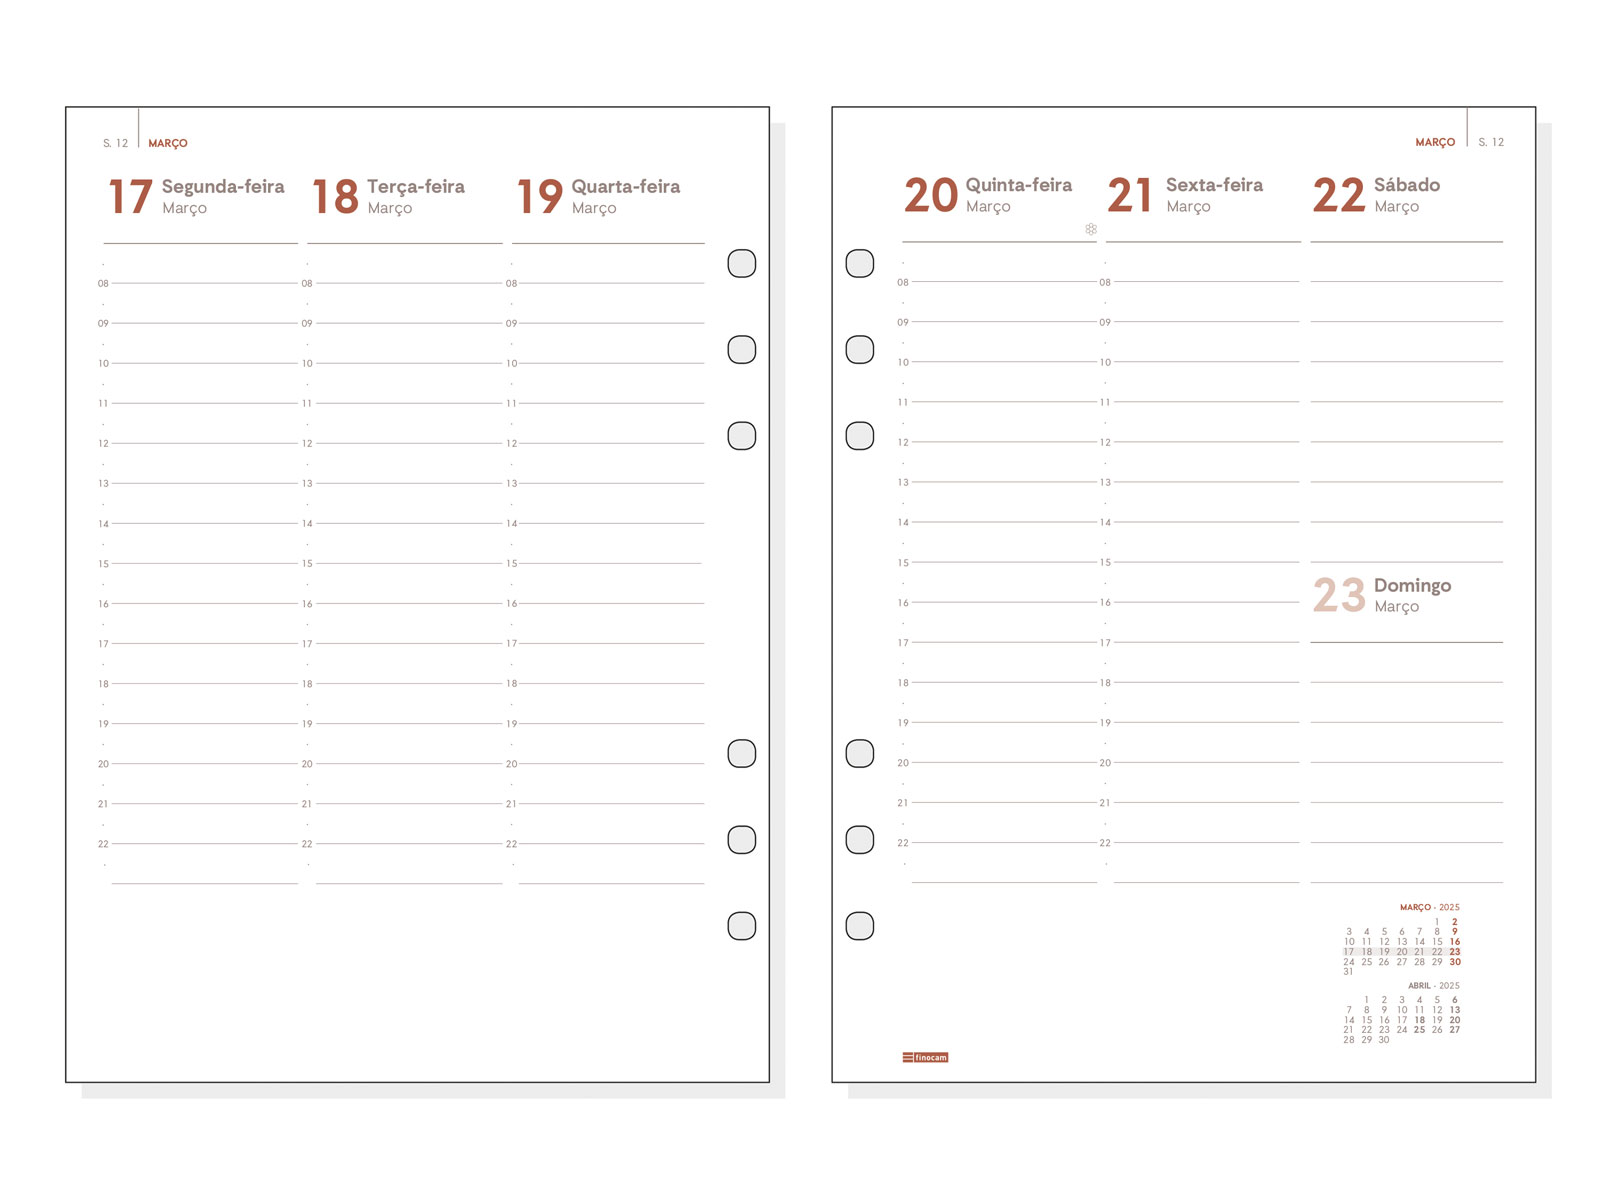 S. 12 MARÇO
17 Segunda-feira
Março
18 Terça-feira
Março
19 Quarta-feira
Março
08 08 08
09 09 09
10 10 10
11 11 11
12 12 12
13 13 13
14 14 14
15 15 15
16 16 16
17 17 17
18 18 18
19 19 19
20 20 20
21 21 21
22 22 22
MARÇO S. 12
20 Quinta-feira
Março
21 Sexta-feira
Março
22 Sábado
Março
08 08
09 09
10 10
11 11
12 12
13 13
14 14
15 15
16 16
17 17
18 18
19 19
20 20
21 21
22 22
23 Domingo
Março
MARÇO - 2025
1 2
3 4 5 6 7 8 9
10 11 12 13 14 15 16
17 18 19 20 21 22 23
24 25 26 27 28 29 30
31
ABRIL - 2025
1 2 3 4 5 6
7 8 9 10 11 12 13
14 15 16 17 18 19 20
21 22 23 24 25 26 27
28 29 30
finocam